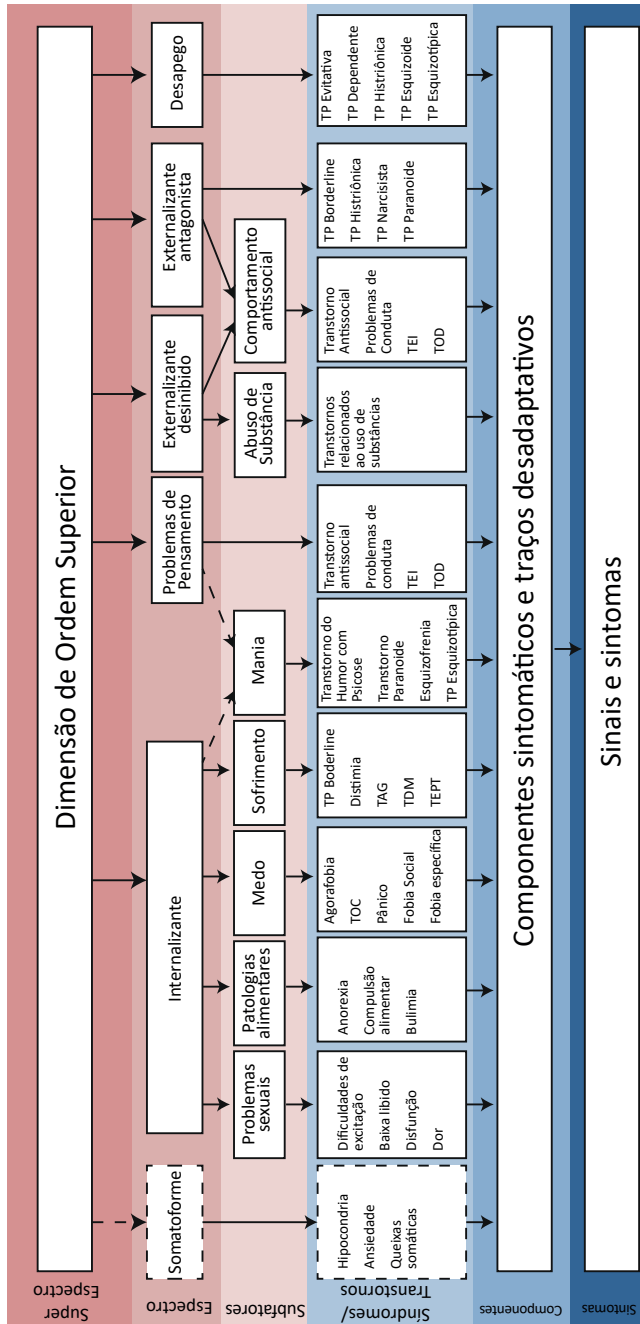 Super
Espectro
Dimensão de Ordem Superior
Espectro
Somatoforme
Internalizante
Problemas de
Pensamento
Externalizante
desinibido
Externalizante
antagonista
Desapego
Subfatores
Problemas
sexuais
Patologias
alimentares
Medo
Sofrimento
Mania
Abuso de
Substância
Comportamento
antissocial
Síndromes/
Transtornos
Hipocondria
Ansiedade
Queixas
somáticas
Dificuldades de
excitação
Baixa libido
Disfunção
Dor
Anorexia
Compulsão
alimentar
Bulimia
Agorafobia
TOC
Pânico
Fobia Social
Fobia específica
TP Boderline
Distimia
TAG
TDM
TEPT
Transtorno do
Humor com
Psicose
Transtorno
Paranoide
Esquizofrenia
TP Esquizotípica
Transtorno
antissocial
Problemas de
conduta
TEI
TOD
Transtornos
relacionados
ao uso de
substâncias
Transtorno
Antissocial
Problemas de
Conduta
TEI
TOD
TP Borderline
TP Histriônica
TP Narcisista
TP Paranoide
TP Evitativa
TP Dependente
TP Histriônica
TP Esquizoide
TP Esquizotípica
Componentes
Componentes sintomáticos e traços desadaptativos
Sintomas
Sinais e sintomas